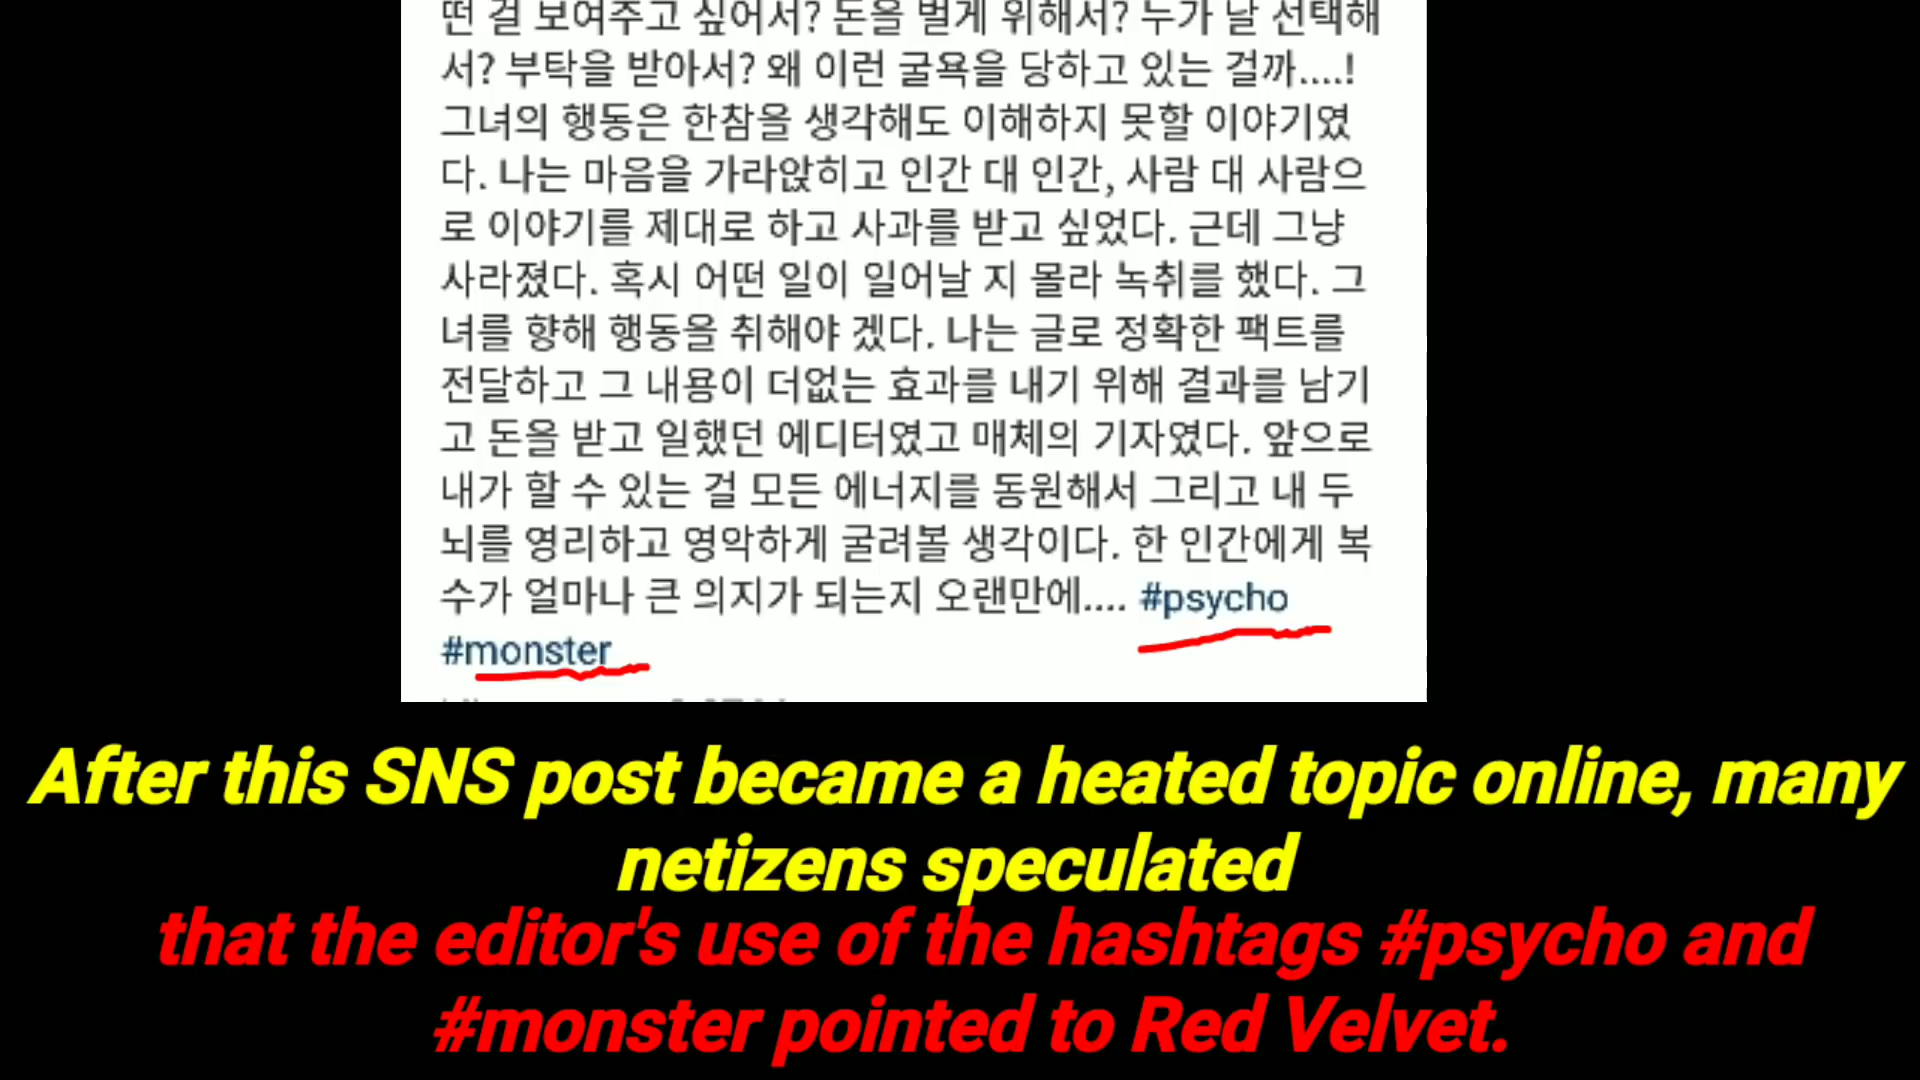 떤 걸 보여주고 싶어서? 돈을 벌게 위해서? 누가 날 선택해
서? 부탁을 받아서? 왜 이런 굴욕을 당하고 있는 걸까....!
그녀의 행동은 한참을 생각해도 이해하지 못할 이야기였
다. 나는 마음을 가라앉히고 인간 대 인간, 사람 대 사람으
로 이야기를 제대로 하고 사과를 받고 싶었다. 근데 그냥
사라졌다. 혹시 어떤 일이 일어날 지 몰라 녹취를 했다. 그
녀를 향해 행동을 취해야 겠다. 나는 글로 정확한 팩트를
전달하고 그 내용이 더없는 효과를 내기 위해 결과를 남기
고 돈을 받고 일했던 에디터였고 매체의 기자였다. 앞으로
내가 할 수 있는 걸 모든 에너지를 동원해서 그리고 내 두
뇌를 영리하고 영악하게 굴려볼 생각이다. 한 인간에게 복
수가 얼마나 큰 의지가 되는지 오랜만에.... #psycho
#monster
After this SNS post became a heated topic online, many
netizens speculated
that the editor's use of the hashtags #psycho and
#monster pointed to Red Velvet.